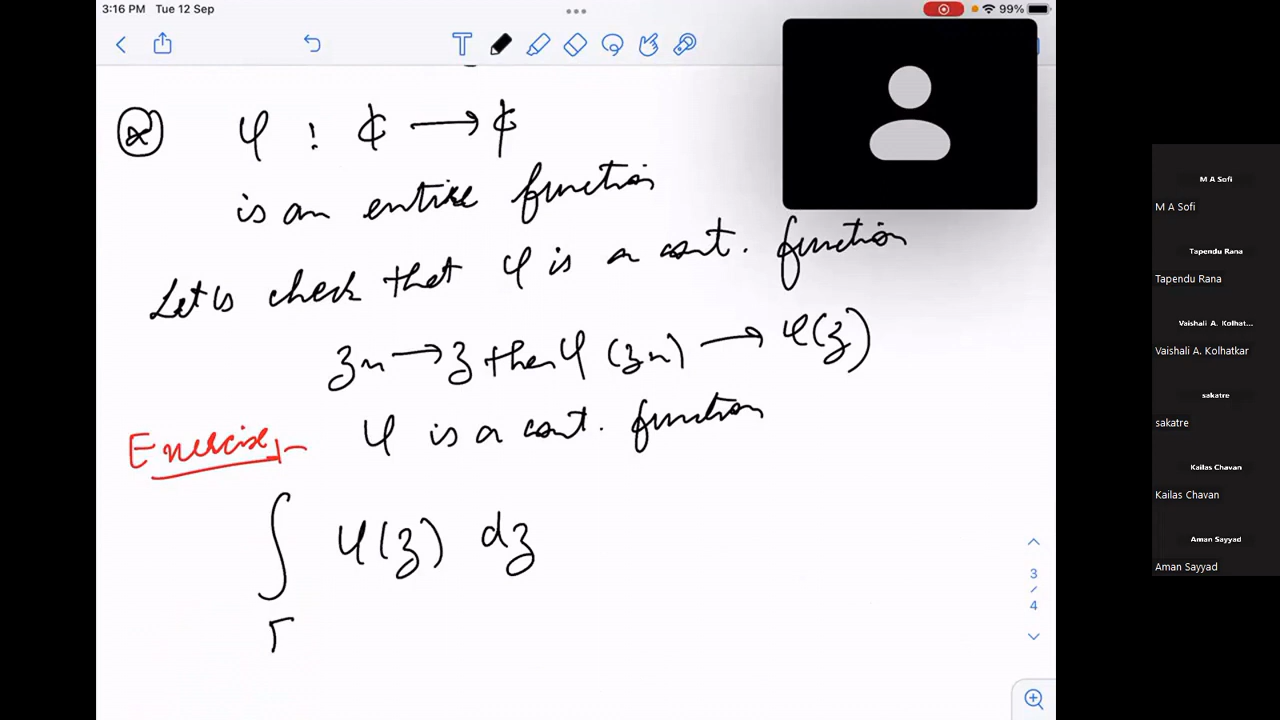 3:16 PM Tue 12 Sep
99%
T
② φ : ₵ → ₵
is an entire function
Let's check that φ is a cont. function
zn → z then φ(zn) → φ(z)
Exercise:- φ is a cont. function
∫Γ φ(z) dz
3
/
4
M A Sofi
M A Sofi
Tapendu Rana
Tapendu Rana
Vaishali A. Kolhat...
Vaishali A. Kolhatkar
sakatre
sakatre
Kailas Chavan
Kailas Chavan
Aman Sayyad
Aman Sayyad